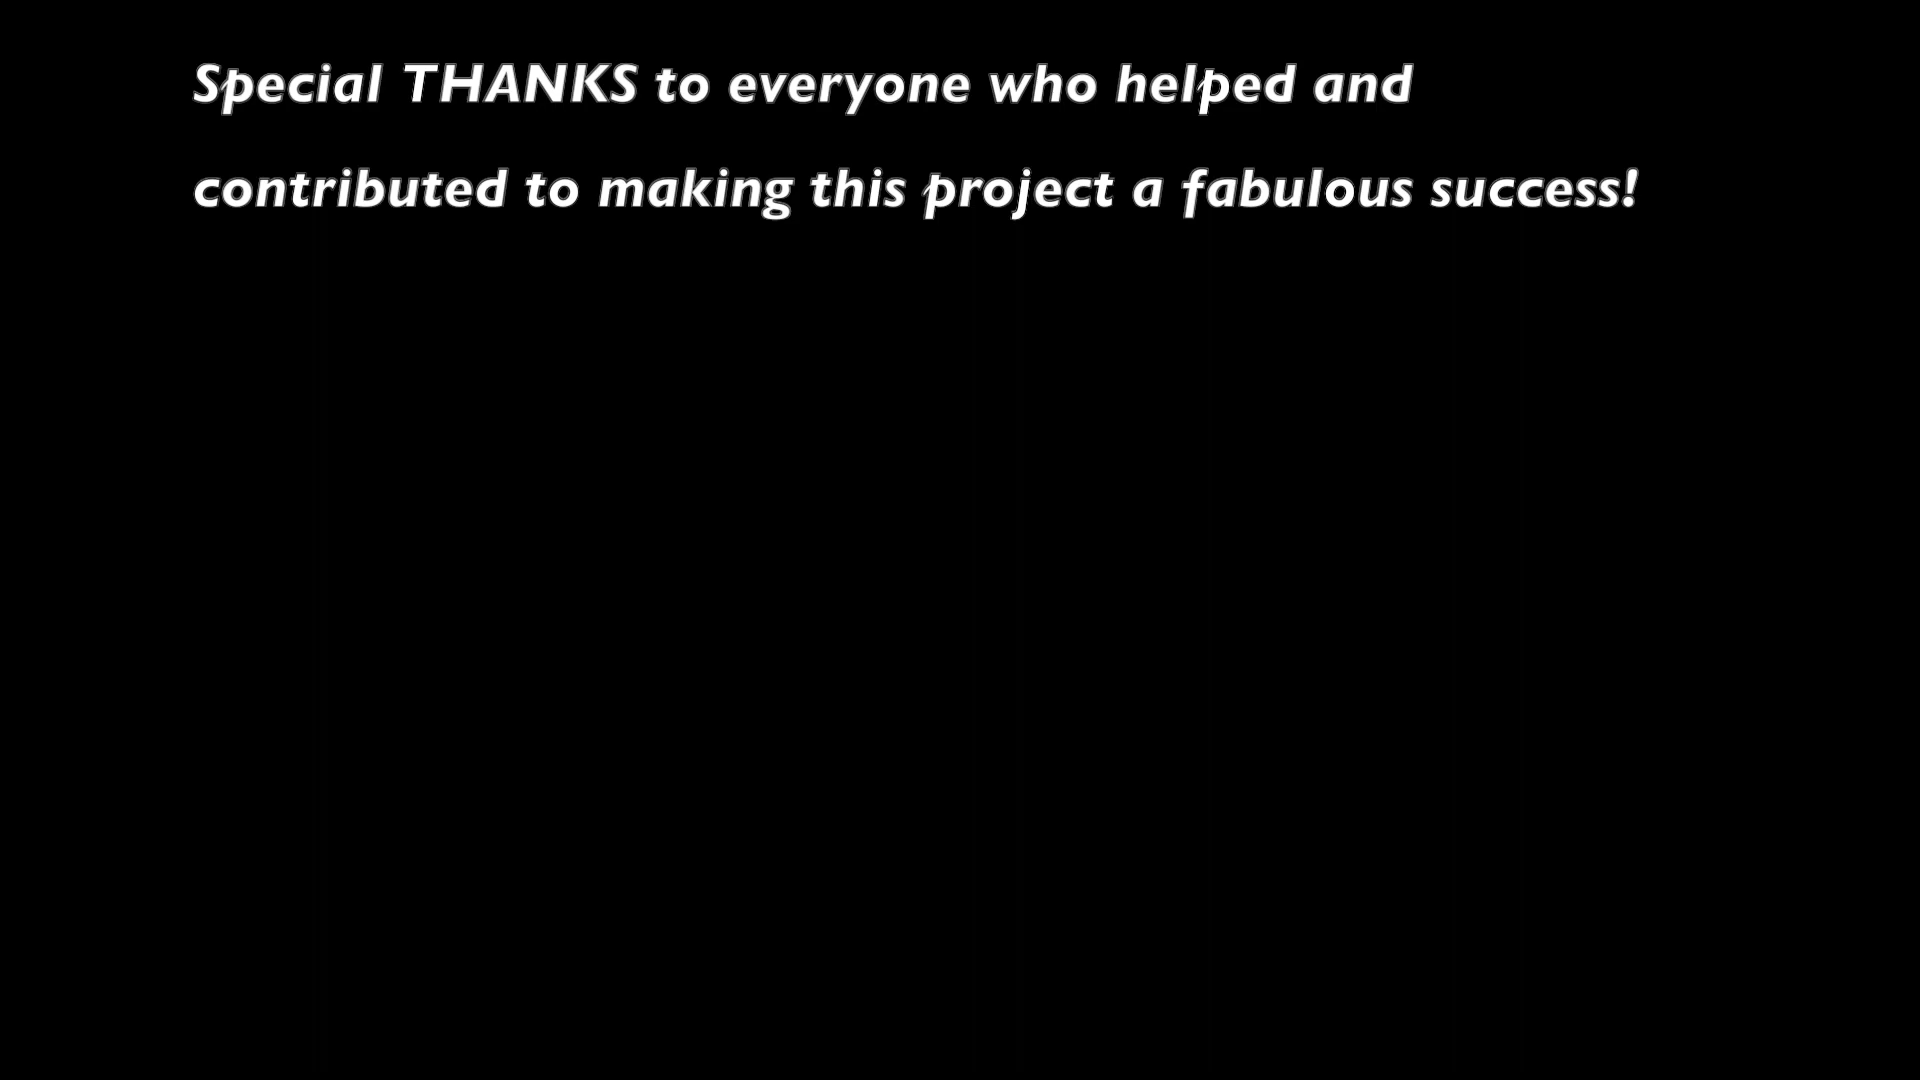 Special THANKS to everyone who helped and
contributed to making this project a fabulous success!